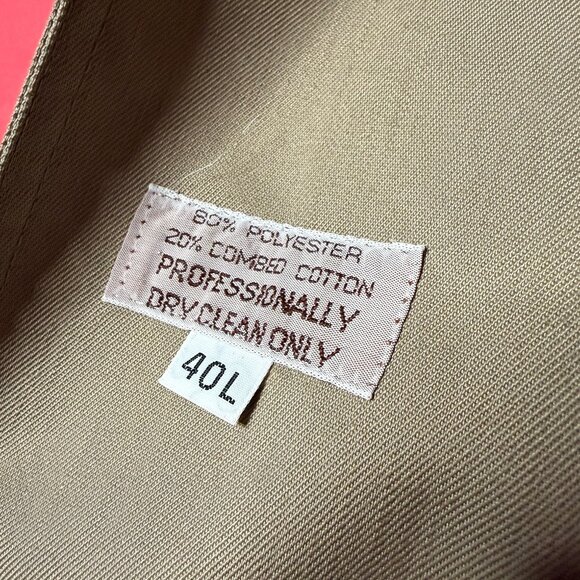 80% POLYESTER
20% COMBED COTTON
PROFESSIONALLY
DRY CLEAN ONLY
40L